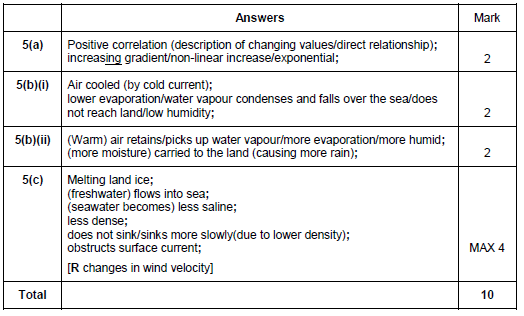 Answers Mark
5(a) Positive correlation (description of changing values/direct relationship);
increasing gradient/non-linear increase/exponential; 2
5(b)(i) Air cooled (by cold current);
lower evaporation/water vapour condenses and falls over the sea/does
not reach land/low humidity; 2
5(b)(ii) (Warm) air retains/picks up water vapour/more evaporation/more humid;
(more moisture) carried to the land (causing more rain); 2
5(c) Melting land ice;
(freshwater) flows into sea;
(seawater becomes) less saline;
less dense;
does not sink/sinks more slowly(due to lower density);
obstructs surface current; MAX 4
[R changes in wind velocity]
Total 10